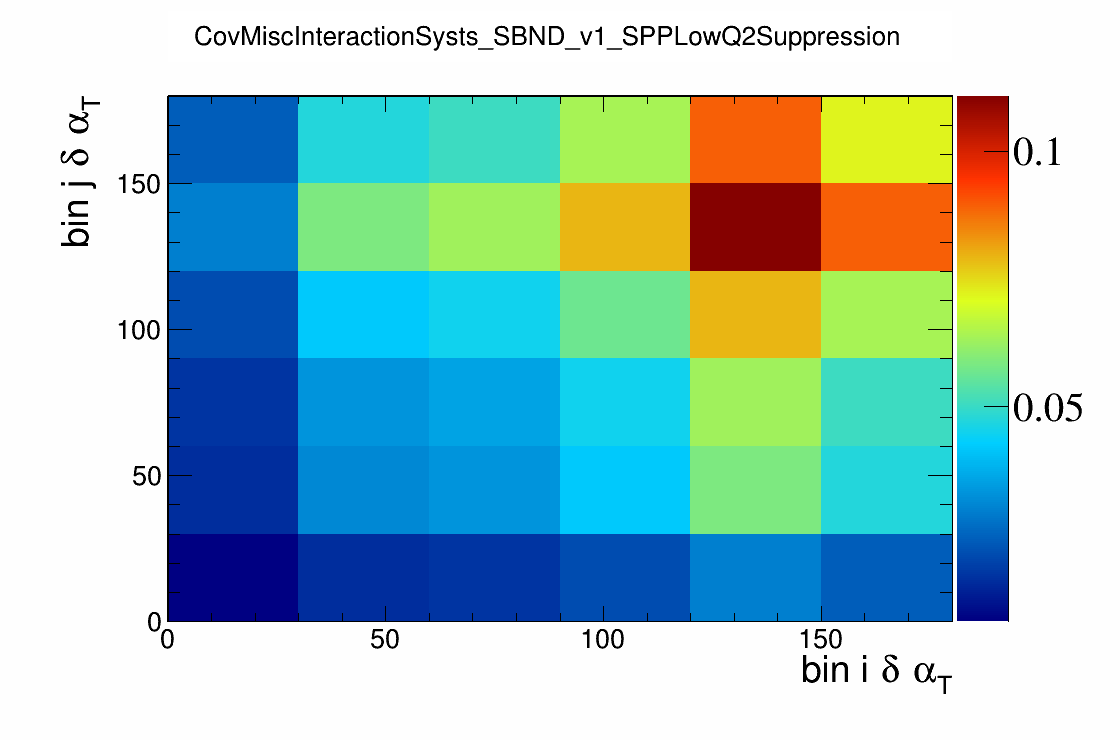 CovMiscInteractionSysts_SBND_v1_SPPLowQ2Suppression
bin j δ α_T
150
100
50
0
0 50 100 150
bin i δ α_T
0.1
0.05